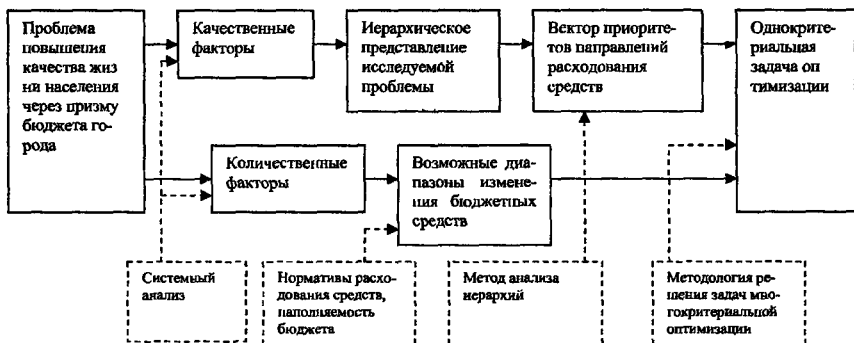 Проблема
повышения
качества жиз
ни населения
через призму
бюджета го-
рода
Качественные
факторы
Иерархическое
представление
исследуемой
проблемы
Вектор приорите-
тов направлений
расходования
средств
Однокрите-
риальная
задача оп
тимизации
Количественные
факторы
Возможные диа-
пазоны измене-
ния бюджетных
средств
Системный
анализ
Нормативы расхо-
дования средств,
наполняемость
бюджета
Метод анализа
иерархий
Методология ре-
шения задач мно-
гокритериальной
оптимизации